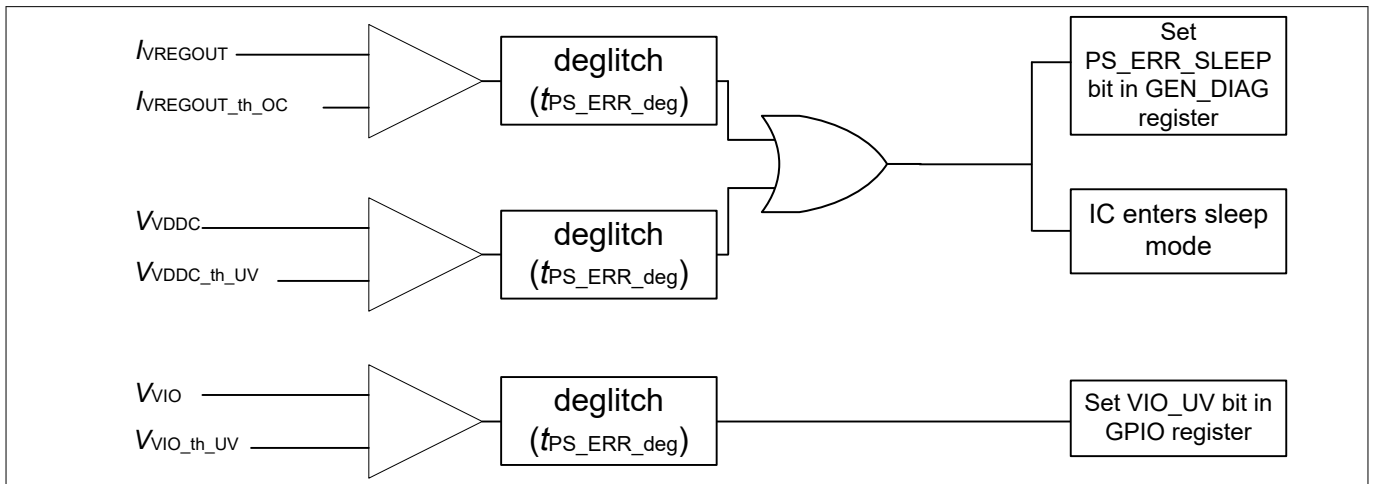 IVREGOUT
IVREGOUT_th_OC
deglitch
(tPS_ERR_deg)
Set
PS_ERR_SLEEP
bit in GEN_DIAG
register
VVDDC
VVDDC_th_UV
deglitch
(tPS_ERR_deg)
IC enters sleep
mode
VVIO
VVIO_th_UV
deglitch
(tPS_ERR_deg)
Set VIO_UV bit in
GPIO register